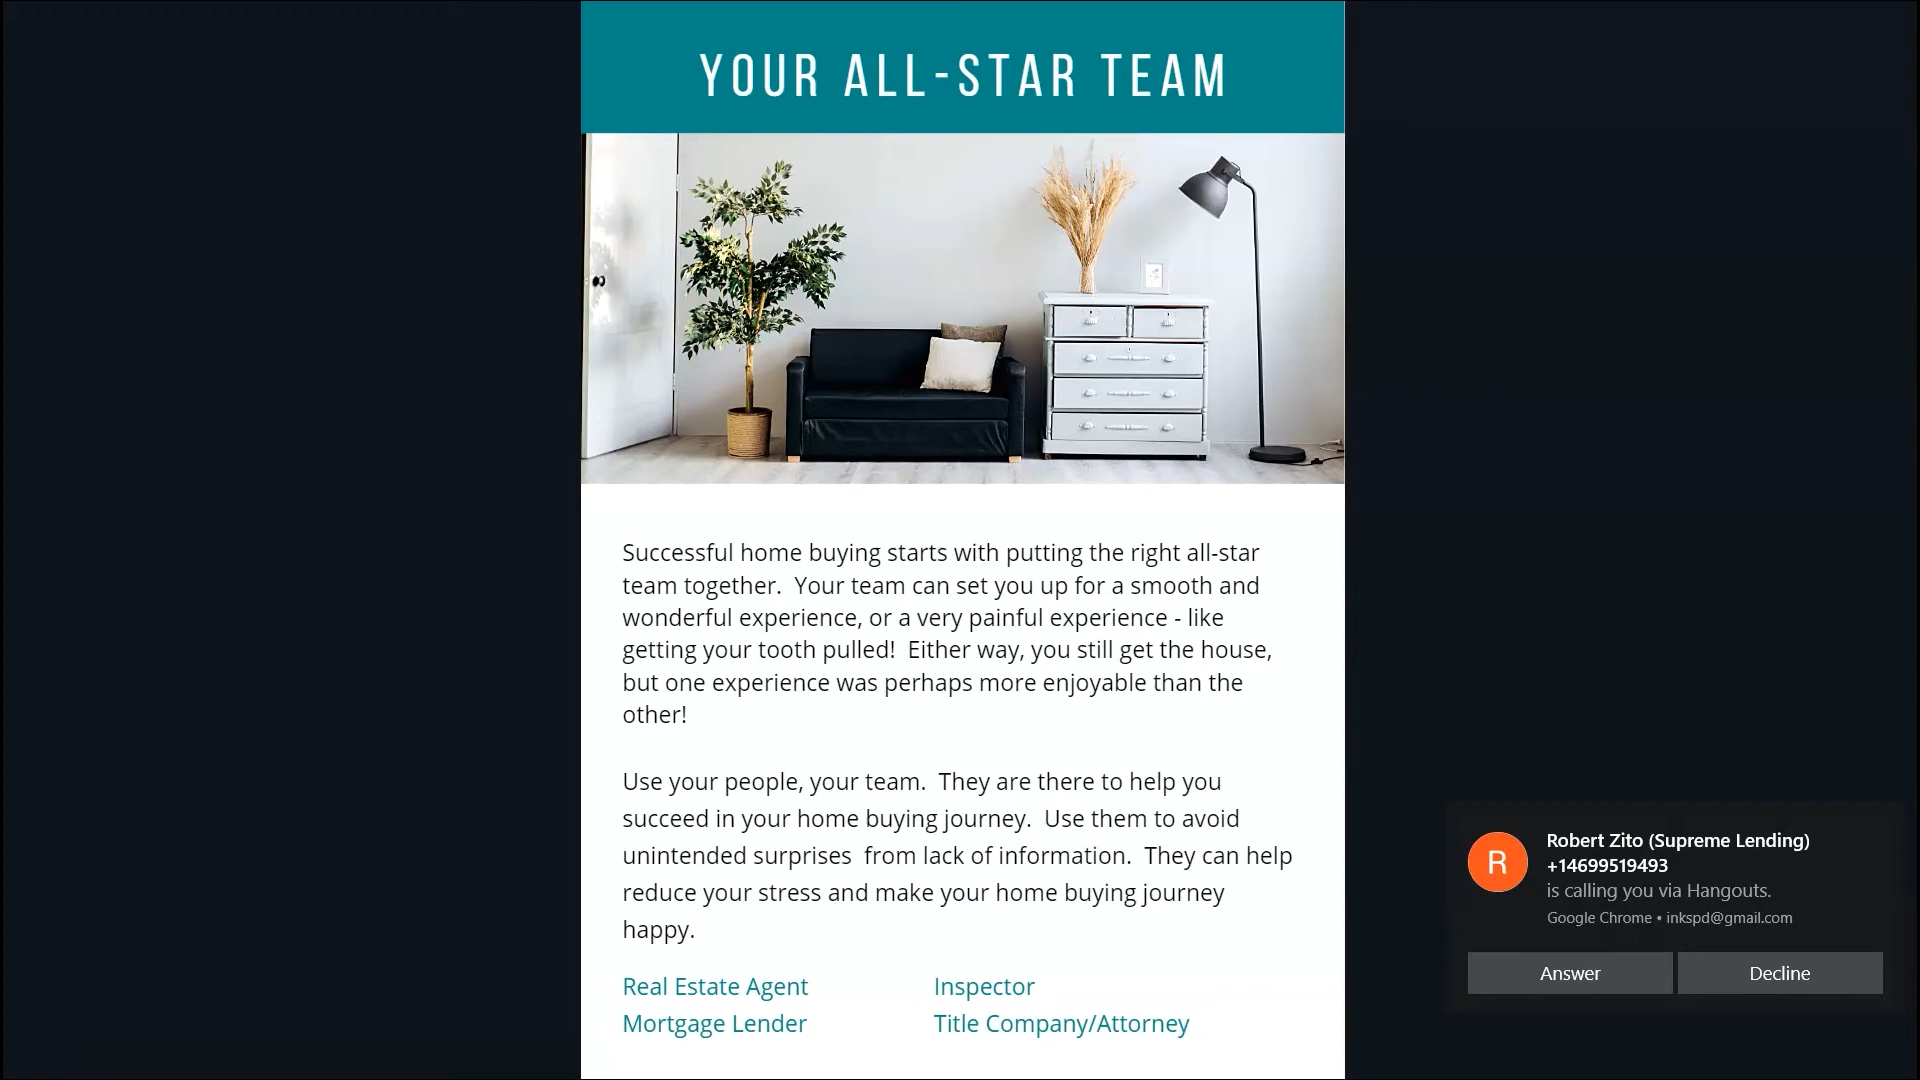 YOUR ALL-STAR TEAM
Successful home buying starts with putting the right all-star
team together.  Your team can set you up for a smooth and
wonderful experience, or a very painful experience - like
getting your tooth pulled!  Either way, you still get the house,
but one experience was perhaps more enjoyable than the
other!
Use your people, your team.  They are there to help you
succeed in your home buying journey.  Use them to avoid
unintended surprises  from lack of information.  They can help
reduce your stress and make your home buying journey
happy.
Real Estate Agent
Mortgage Lender
Inspector
Title Company/Attorney
R
Robert Zito (Supreme Lending)
+14699519493
is calling you via Hangouts.
Google Chrome • inkspd@gmail.com
Answer
Decline